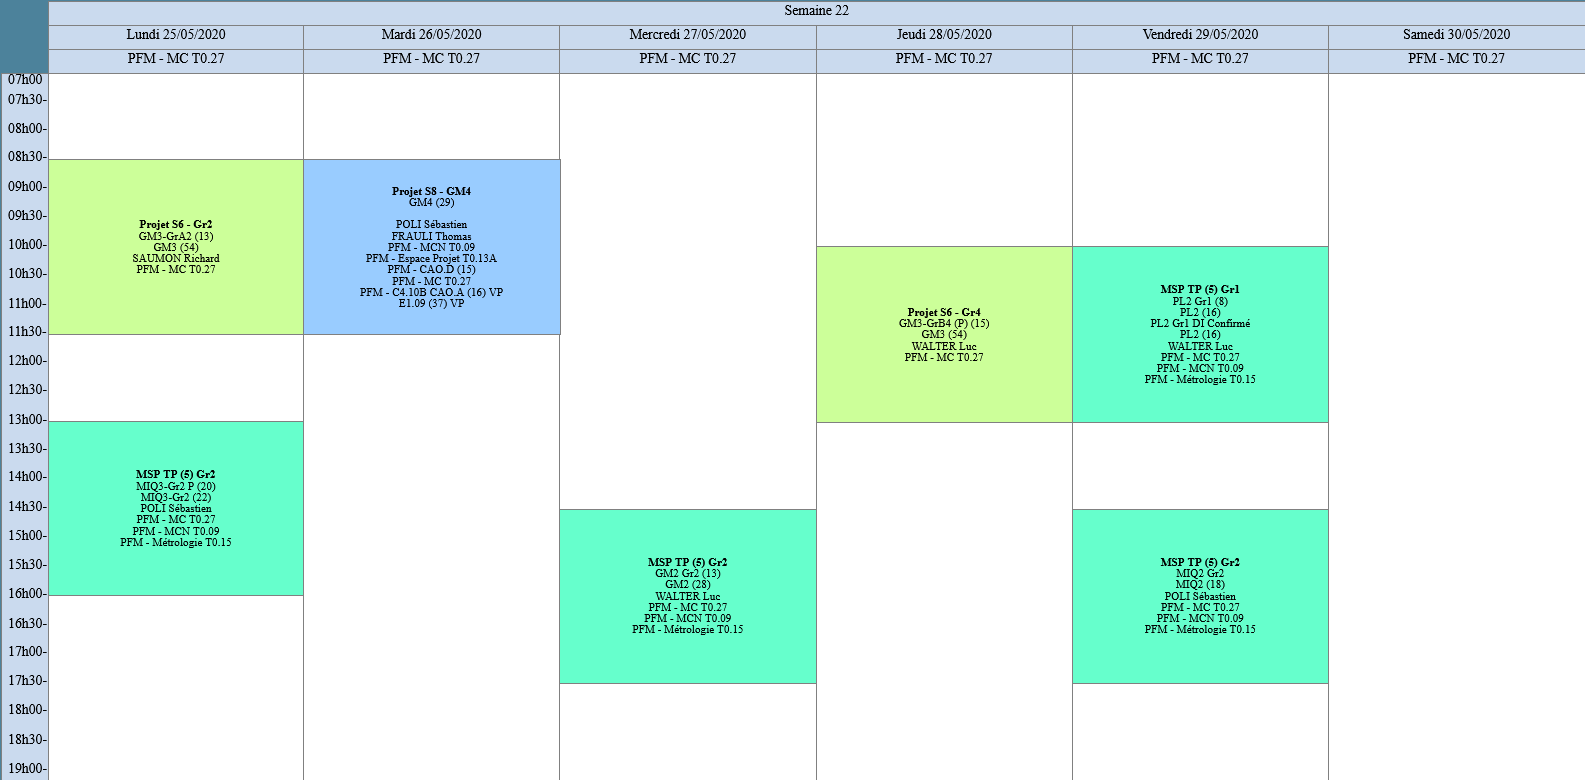 Semaine 22
Lundi 25/05/2020
Mardi 26/05/2020
Mercredi 27/05/2020
Jeudi 28/05/2020
Vendredi 29/05/2020
Samedi 30/05/2020
PFM - MC T0.27
PFM - MC T0.27
PFM - MC T0.27
PFM - MC T0.27
PFM - MC T0.27
PFM - MC T0.27
07h00
07h30-
08h00-
08h30-
09h00-
09h30-
10h00-
10h30-
11h00-
11h30-
12h00-
12h30-
13h00-
13h30-
14h00-
14h30-
15h00-
15h30-
16h00-
16h30-
17h00-
17h30-
18h00-
18h30-
19h00-
Projet S6 - Gr2
GM3-GrA2 (13)
GM3 (54)
SAUMON Richard
PFM - MC T0.27
MSP TP (5) Gr2
MIQ3-Gr2 P (20)
MIQ3-Gr2 (22)
POLI Sébastien
PFM - MC T0.27
PFM - MCN T0.09
PFM - Métrologie T0.15
Projet S8 - GM4
GM4 (29)
POLI Sébastien
FRAULI Thomas
PFM - MCN T0.09
PFM - Espace Projet T0.13A
PFM - CAO.D (15)
PFM - MC T0.27
PFM - C4.10B CAO.A (16) VP
E1.09 (37) VP
MSP TP (5) Gr2
GM2 Gr2 (13)
GM2 (28)
WALTER Luc
PFM - MC T0.27
PFM - MCN T0.09
PFM - Métrologie T0.15
Projet S6 - Gr4
GM3-GrB4 (P) (15)
GM3 (54)
WALTER Luc
PFM - MC T0.27
MSP TP (5) Gr1
PL2 Gr1 (8)
PL2 (16)
PL2 Gr1 DI Confirmé
PL2 (16)
WALTER Luc
PFM - MC T0.27
PFM - MCN T0.09
PFM - Métrologie T0.15
MSP TP (5) Gr2
MIQ2 Gr2
MIQ2 (18)
POLI Sébastien
PFM - MC T0.27
PFM - MCN T0.09
PFM - Métrologie T0.15